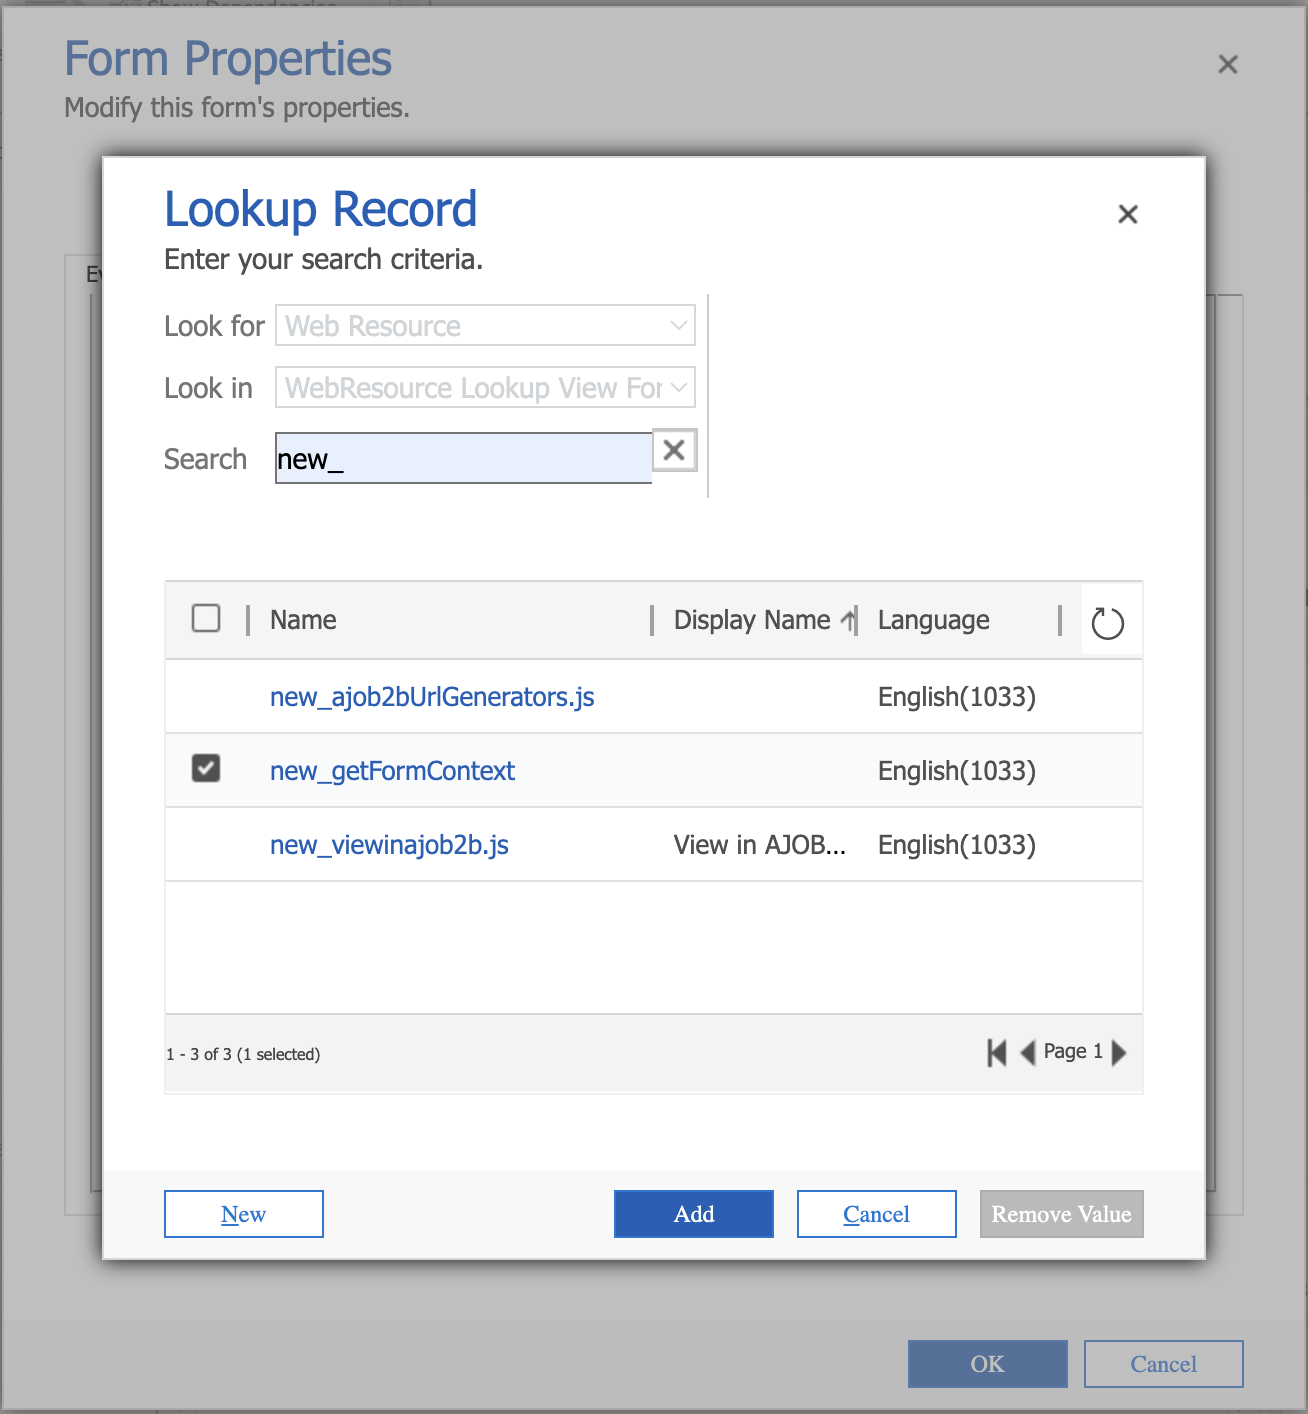 Show Dependencies
Form Properties
Modify this form's properties.
Lookup Record
Enter your search criteria.
Look for Web Resource
Look in WebResource Lookup View For
Search new_
Name Display Name Language
new_ajob2bUrlGenerators.js English(1033)
new_getFormContext English(1033)
new_viewinajob2b.js View in AJOB... English(1033)
1 - 3 of 3 (1 selected) Page 1
New Add Cancel Remove Value
OK Cancel